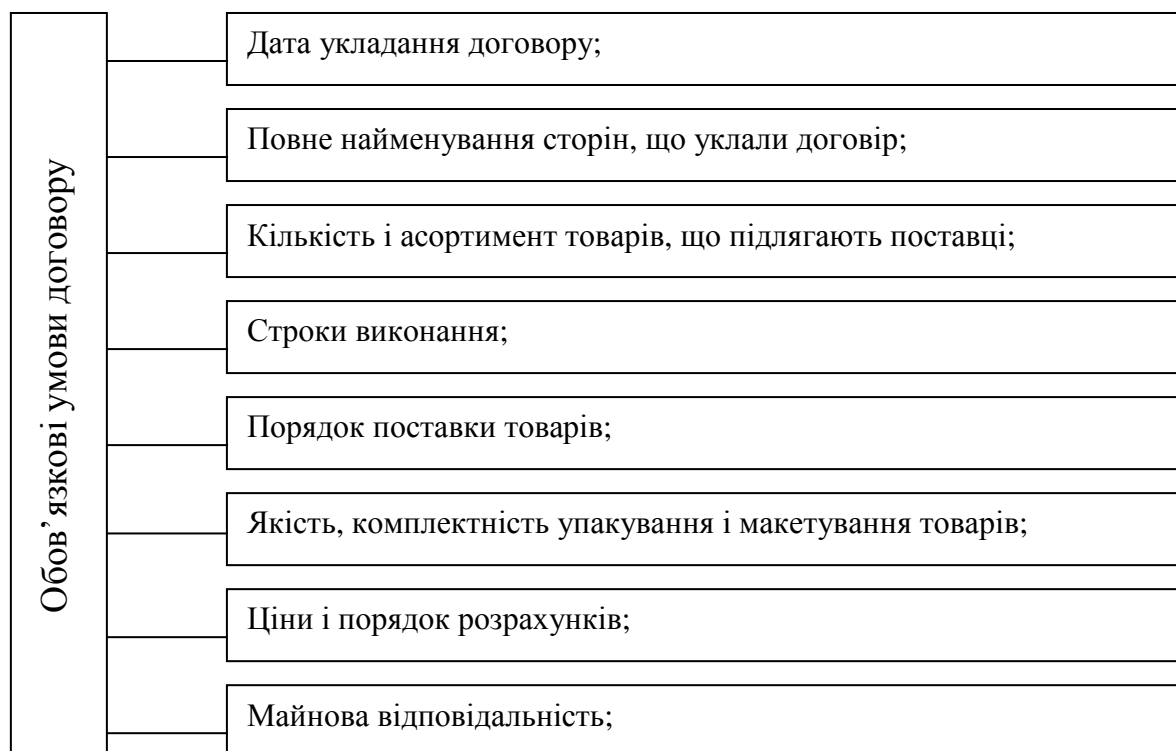 Обов’язкові умови договору
Дата укладання договору;
Повне найменування сторін, що уклали договір;
Кількість і асортимент товарів, що підлягають поставці;
Строки виконання;
Порядок поставки товарів;
Якість, комплектність упакування і макетування товарів;
Ціни і порядок розрахунків;
Майнова відповідальність;